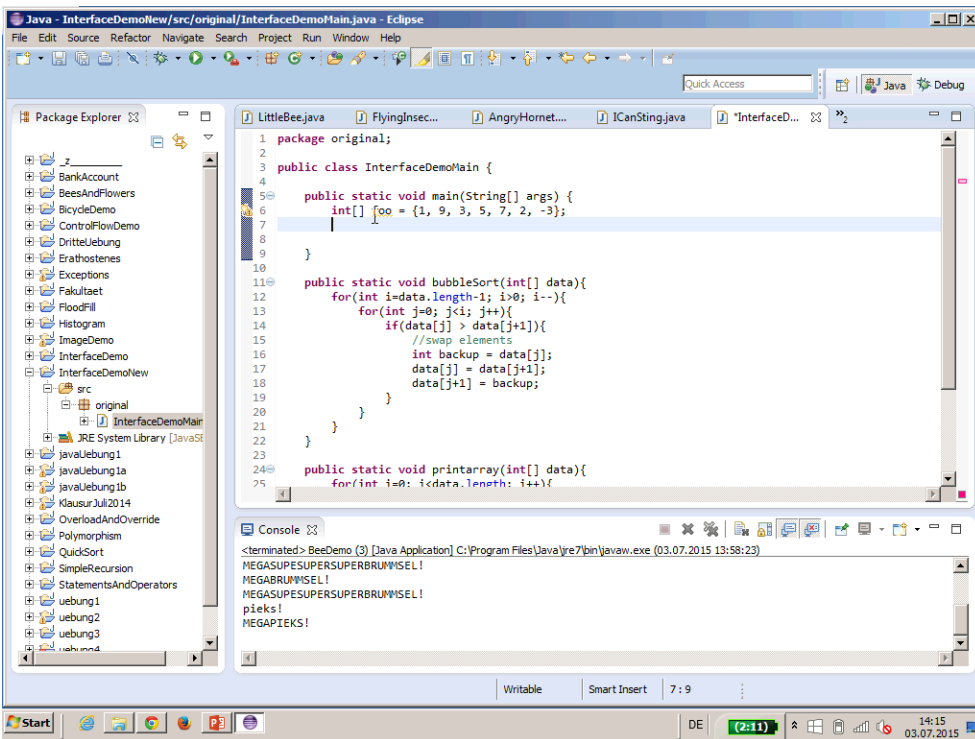 Java - InterfaceDemoNew/src/original/InterfaceDemoMain.java - Eclipse
File Edit Source Refactor Navigate Search Project Run Window Help
Quick Access
Java
Debug
Package Explorer
_z_________
BankAccount
BeesAndFlowers
BicycleDemo
ControlFlowDemo
DritteUebung
Erathostenes
Exceptions
Fakultaet
FloodFill
Histogram
ImageDemo
InterfaceDemo
InterfaceDemoNew
src
original
InterfaceDemoMain
JRE System Library [JavaSE
javaUebung1
javaUebung1a
javaUebung1b
KlausurJuli2014
OverloadAndOverride
Polymorphism
QuickSort
SimpleRecursion
StatementsAndOperators
uebung1
uebung2
uebung3
uebung4
LittleBee.java FlyingInsec... AngryHornet.... ICanSting.java *InterfaceD... »2
1 package original;
2
3 public class InterfaceDemoMain {
4
5 public static void main(String[] args) {
6 int[] foo = {1, 9, 3, 5, 7, 2, -3};
7
8
9 }
10
11 public static void bubbleSort(int[] data){
12 for(int i=data.length-1; i>0; i--){
13 for(int j=0; j<i; j++){
14 if(data[j] > data[j+1]){
15 //swap elements
16 int backup = data[j];
17 data[j] = data[j+1];
18 data[j+1] = backup;
19 }
20 }
21 }
22 }
23
24 public static void printarray(int[] data){
25 for(int i=0; i<data.length; i++){
Console
<terminated> BeeDemo (3) [Java Application] C:\Program Files\Java\jre7\bin\javaw.exe (03.07.2015 13:58:23)
MEGASUPESUPERSUPERBRUMMSEL!
MEGABRUMMSEL!
MEGASUPESUPERSUPERBRUMMSEL!
pieks!
MEGAPIEKS!
Writable Smart Insert 7 : 9
Start
DE
(2:11)
14:15
03.07.2015